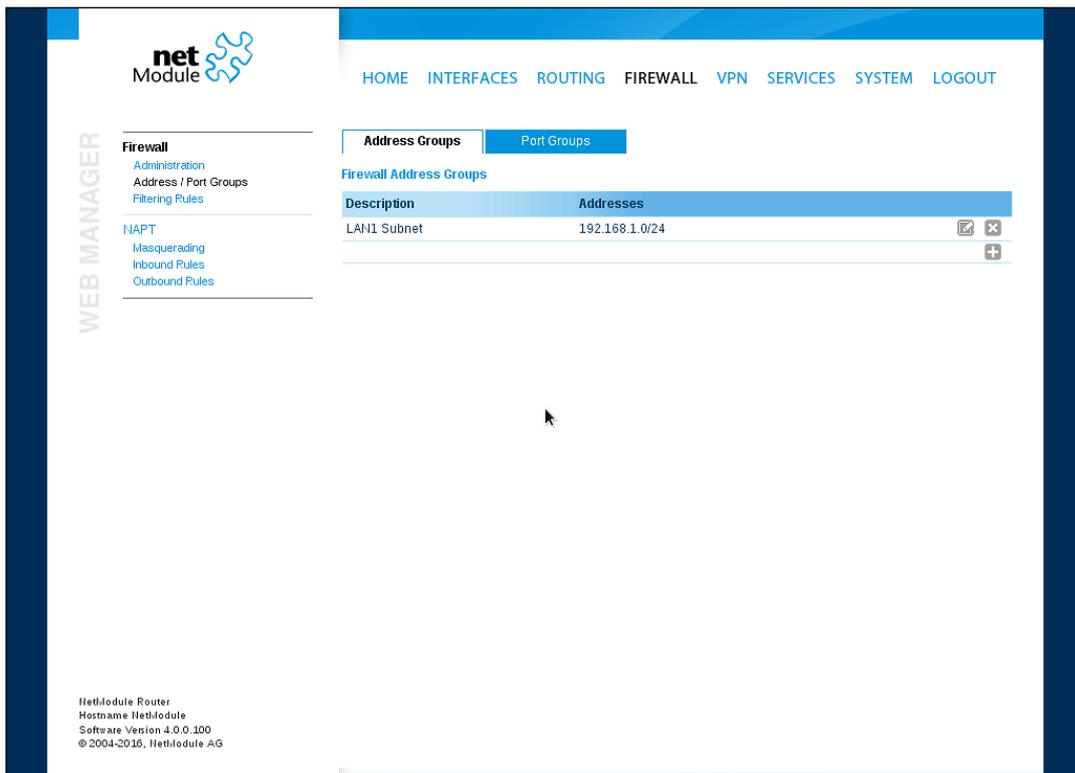 net
Module
HOME INTERFACES ROUTING FIREWALL VPN SERVICES SYSTEM LOGOUT
WEB MANAGER
Firewall
Administration
Address / Port Groups
Filtering Rules
NAPT
Masquerading
Inbound Rules
Outbound Rules
Address Groups Port Groups
Firewall Address Groups
Description Addresses
LAN1 Subnet 192.168.1.0/24
NetModule Router
Hostname NetModule
Software Version 4.0.0.100
© 2004-2016, NetModule AG